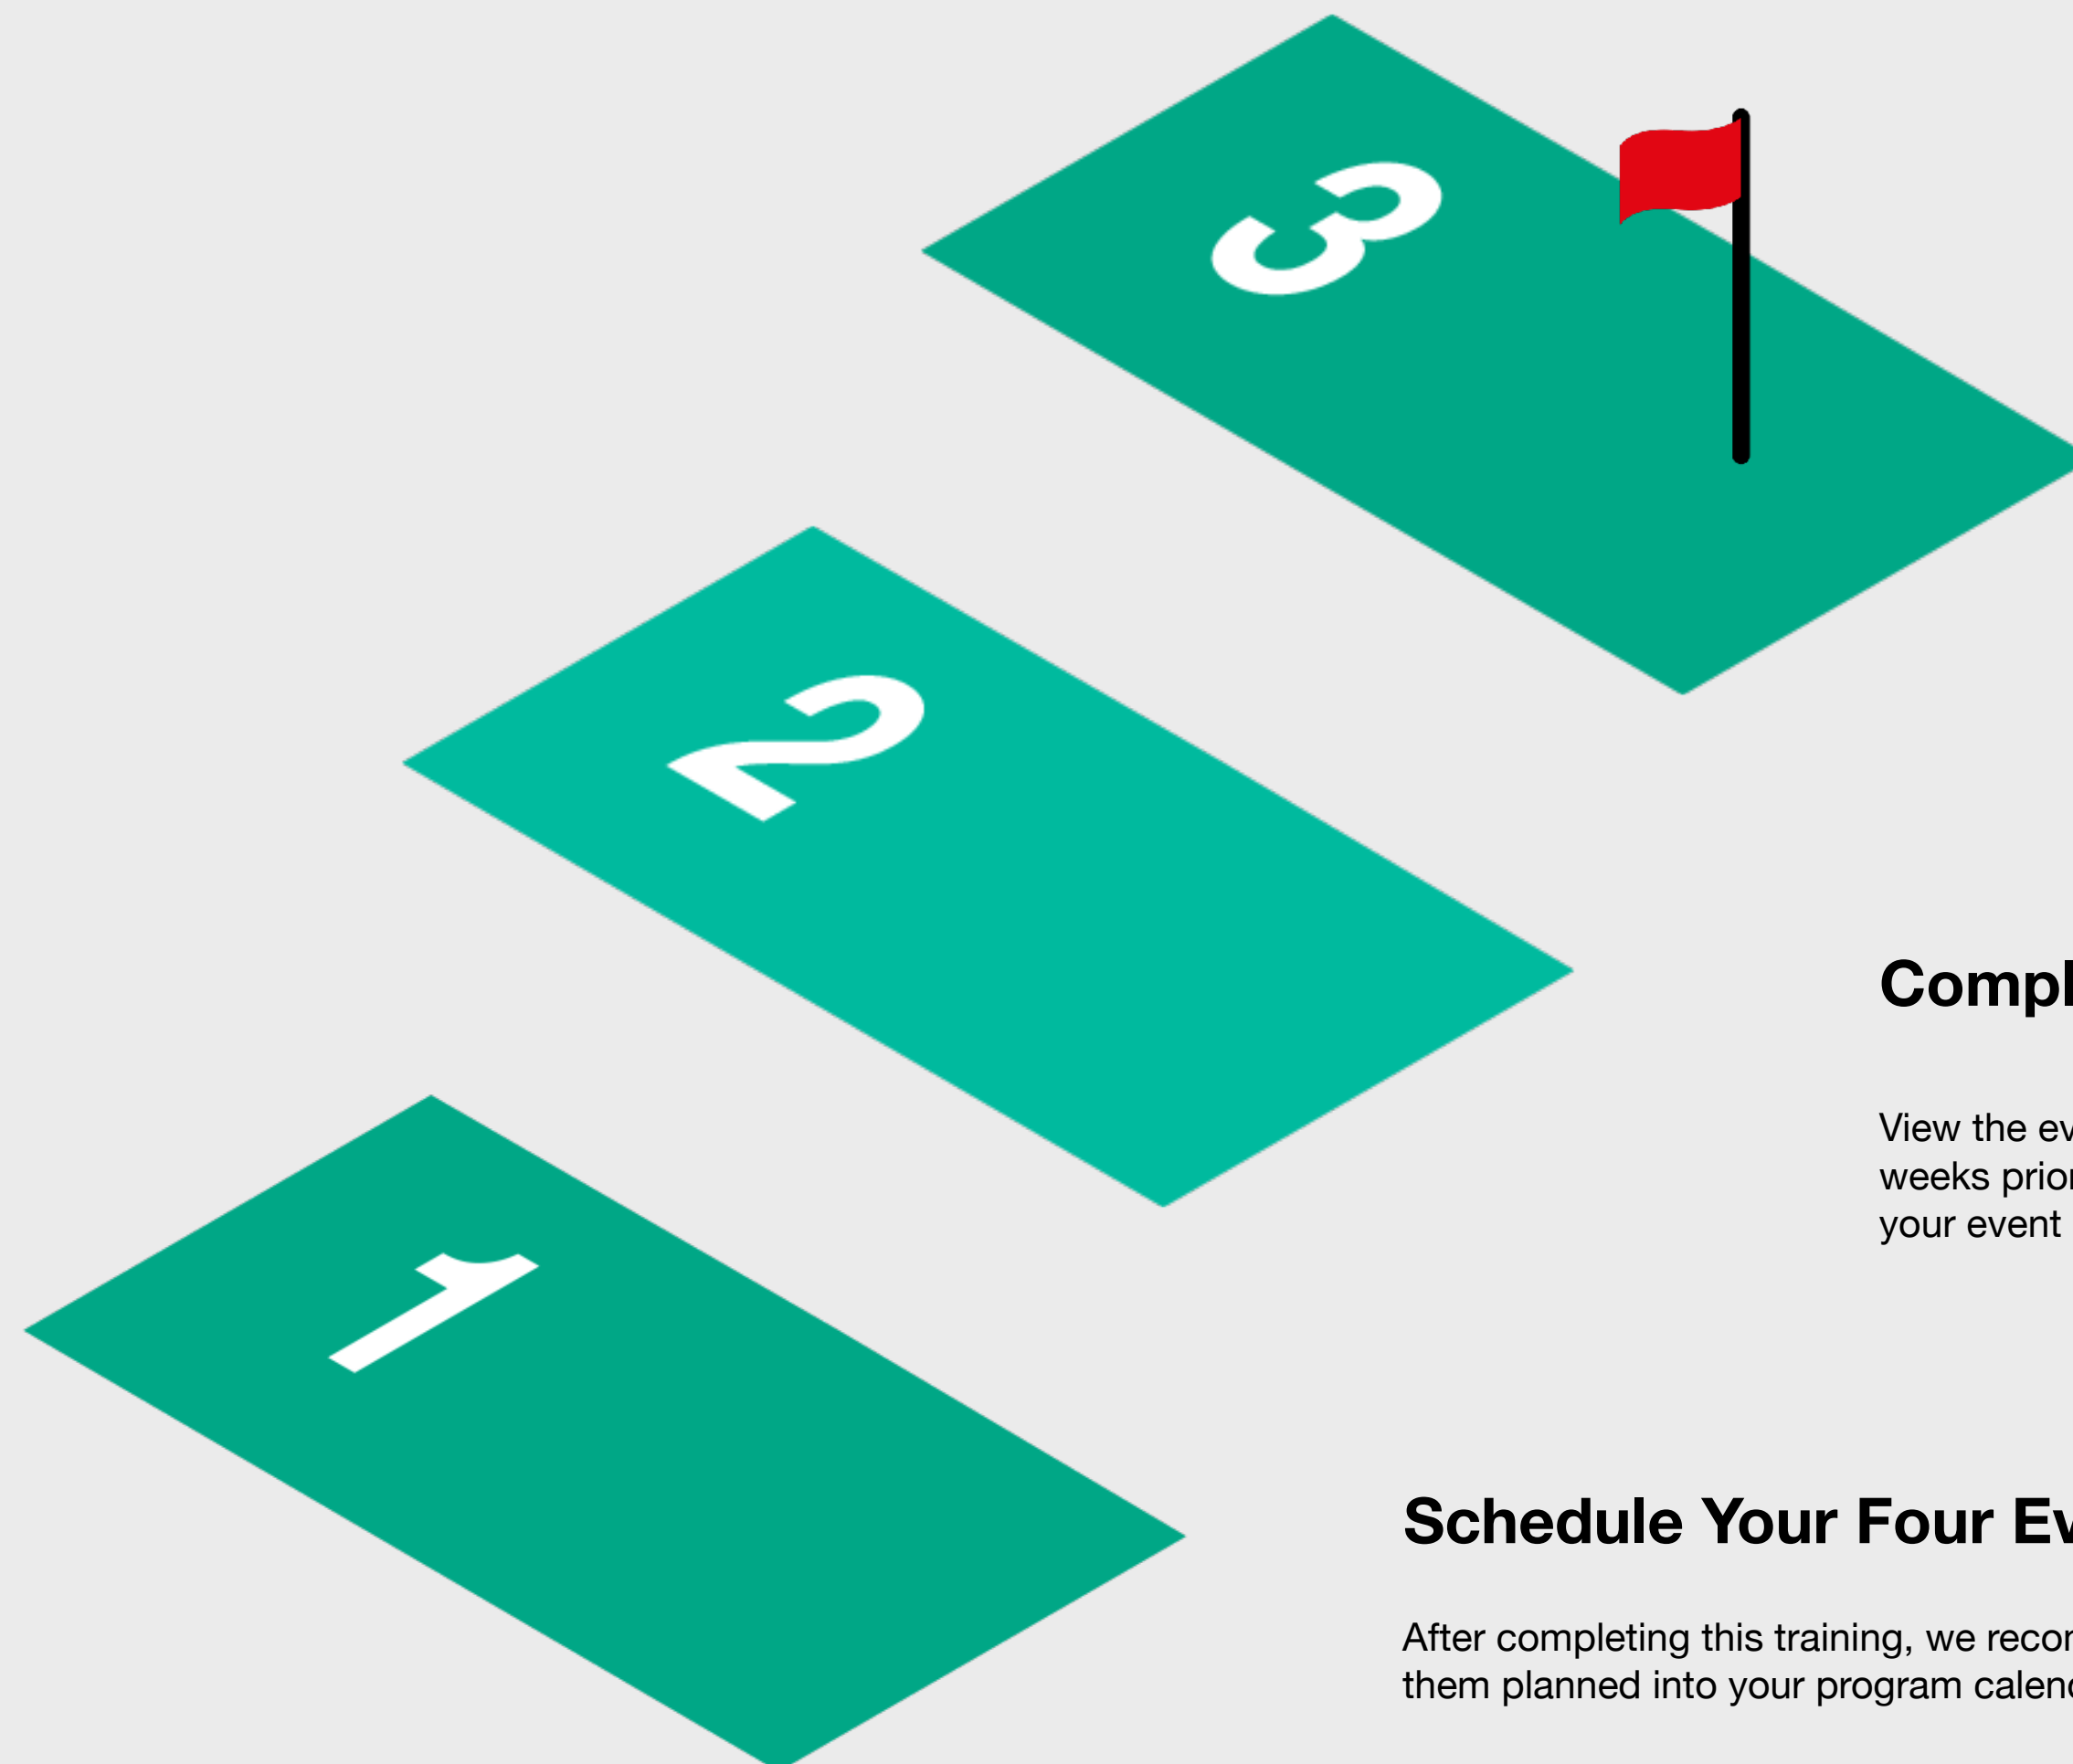 3
2
Compl
View the ev
weeks prior
your event
1
Schedule Your Four Ev
After completing this training, we recor
them planned into your program calend